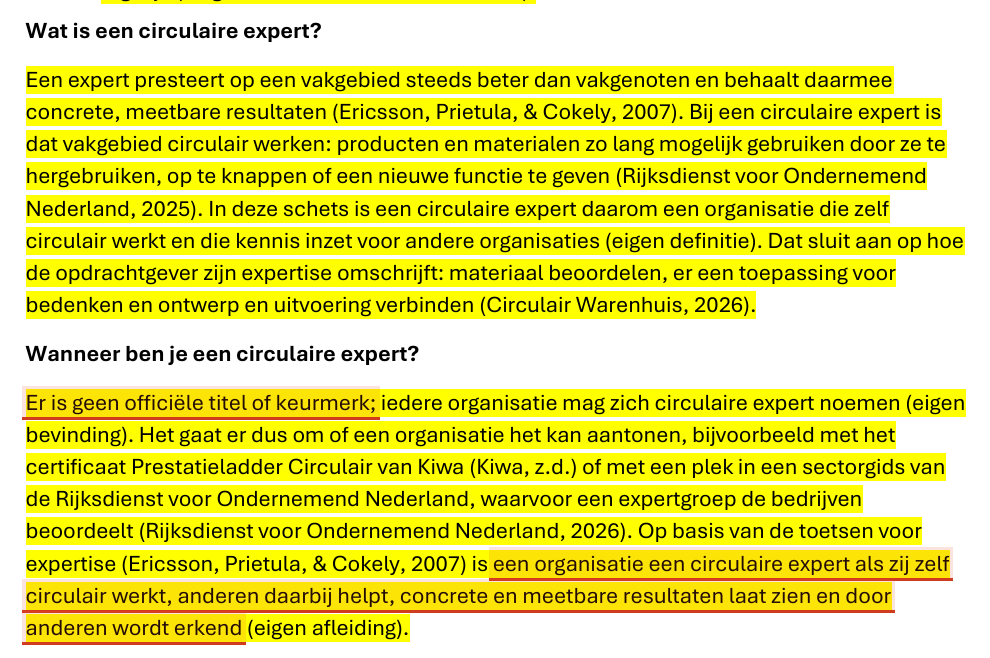 Wat is een circulaire expert?
Een expert presteert op een vakgebied steeds beter dan vakgenoten en behaalt daarmee
concrete, meetbare resultaten (Ericsson, Prietula, & Cokely, 2007). Bij een circulaire expert is
dat vakgebied circulair werken: producten en materialen zo lang mogelijk gebruiken door ze te
hergebruiken, op te knappen of een nieuwe functie te geven (Rijksdienst voor Ondernemend
Nederland, 2025). In deze schets is een circulaire expert daarom een organisatie die zelf
circulair werkt en die kennis inzet voor andere organisaties (eigen definitie). Dat sluit aan op hoe
de opdrachtgever zijn expertise omschrijft: materiaal beoordelen, er een toepassing voor
bedenken en ontwerp en uitvoering verbinden (Circulair Warenhuis, 2026).
Wanneer ben je een circulaire expert?
Er is geen officiële titel of keurmerk; iedere organisatie mag zich circulaire expert noemen (eigen
bevinding). Het gaat er dus om of een organisatie het kan aantonen, bijvoorbeeld met het
certificaat Prestatieladder Circulair van Kiwa (Kiwa, z.d.) of met een plek in een sectorgids van
de Rijksdienst voor Ondernemend Nederland, waarvoor een expertgroep de bedrijven
beoordeelt (Rijksdienst voor Ondernemend Nederland, 2026). Op basis van de toetsen voor
expertise (Ericsson, Prietula, & Cokely, 2007) is een organisatie een circulaire expert als zij zelf
circulair werkt, anderen daarbij helpt, concrete en meetbare resultaten laat zien en door
anderen wordt erkend (eigen afleiding).